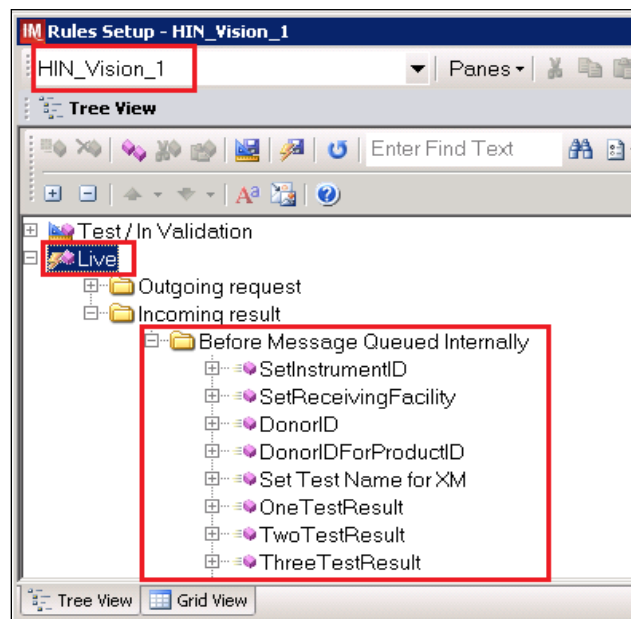 IM Rules Setup - HIN_Vision_1
HIN_Vision_1 Panes
Tree View
Enter Find Text
Test / In Validation
Live
Outgoing request
Incoming result
Before Message Queued Internally
SetInstrumentID
SetReceivingFacility
DonorID
DonorIDForProductID
Set Test Name for XM
OneTestResult
TwoTestResult
ThreeTestResult
Tree View Grid View